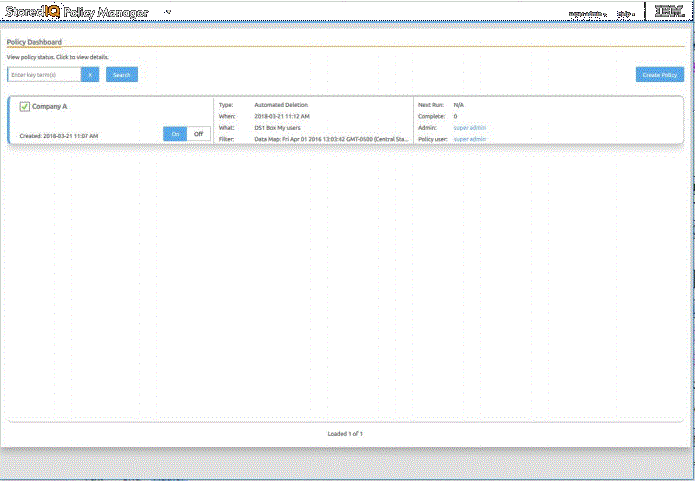 StoredIQ Policy Manager
IBM
Policy Dashboard
View policy status. Click to view details.
Enter key term(s) X Search Create Policy
Company A
Created: 2016-03-21 11:07 AM On Off
Type: Automated Deletion
When: 2018-03-21 11:12 AM
What: DS1 Box My users
Filter: Data Map: Fri Apr 01 2016 13:03:42 GMT-0500 (Central Sta...
Next Run: N/A
Complete: 0
Admin: super admin
Policy user: super admin
Loaded 1 of 1